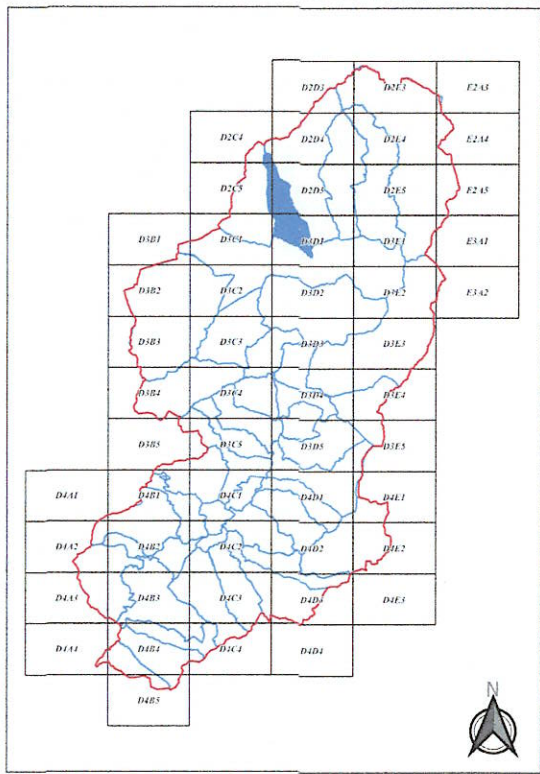 D2D3 D2E3 E2A3
D2C4 D2D4 D2E4 E2A4
D2C5 D2D5 D2E5 E2A5
D3B1 D3C1 D3D1 D3E1 E3A1
D3B2 D3C2 D3D2 D3E2 E3A2
D3B3 D3C3 D3D3 D3E3
D3B4 D3C4 D3D4 D3E4
D3B5 D3C5 D3D5 D3E5
D4A1 D4B1 D4C1 D4D1 D4E1
D4A2 D4B2 D4C2 D4D2 D4E2
D4A3 D4B3 D4C3 D4E3
D4A4 D4B4 D4C4 D4D4
D4B5
N